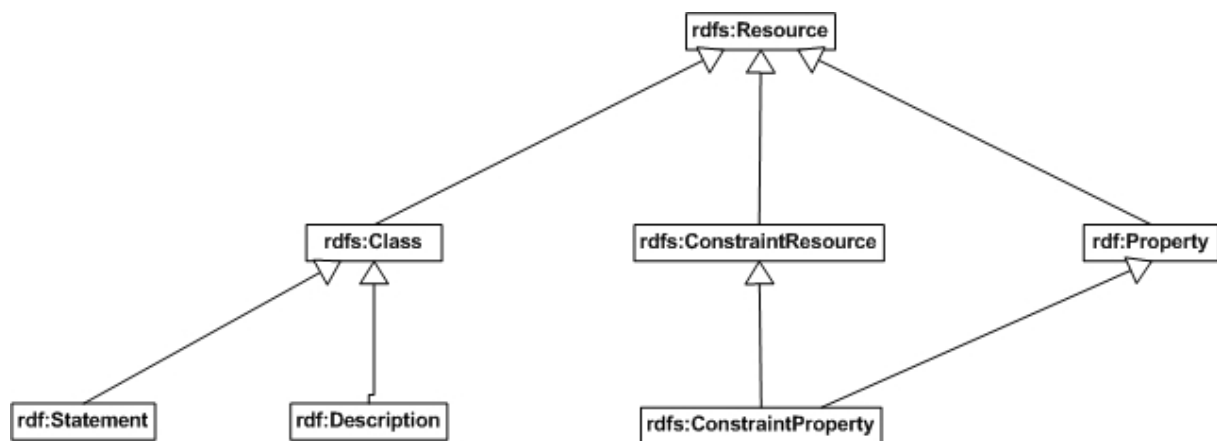 rdfs:Resource
rdfs:Class
rdfs:ConstraintResource
rdf:Property
rdf:Statement
rdf:Description
rdfs:ConstraintProperty